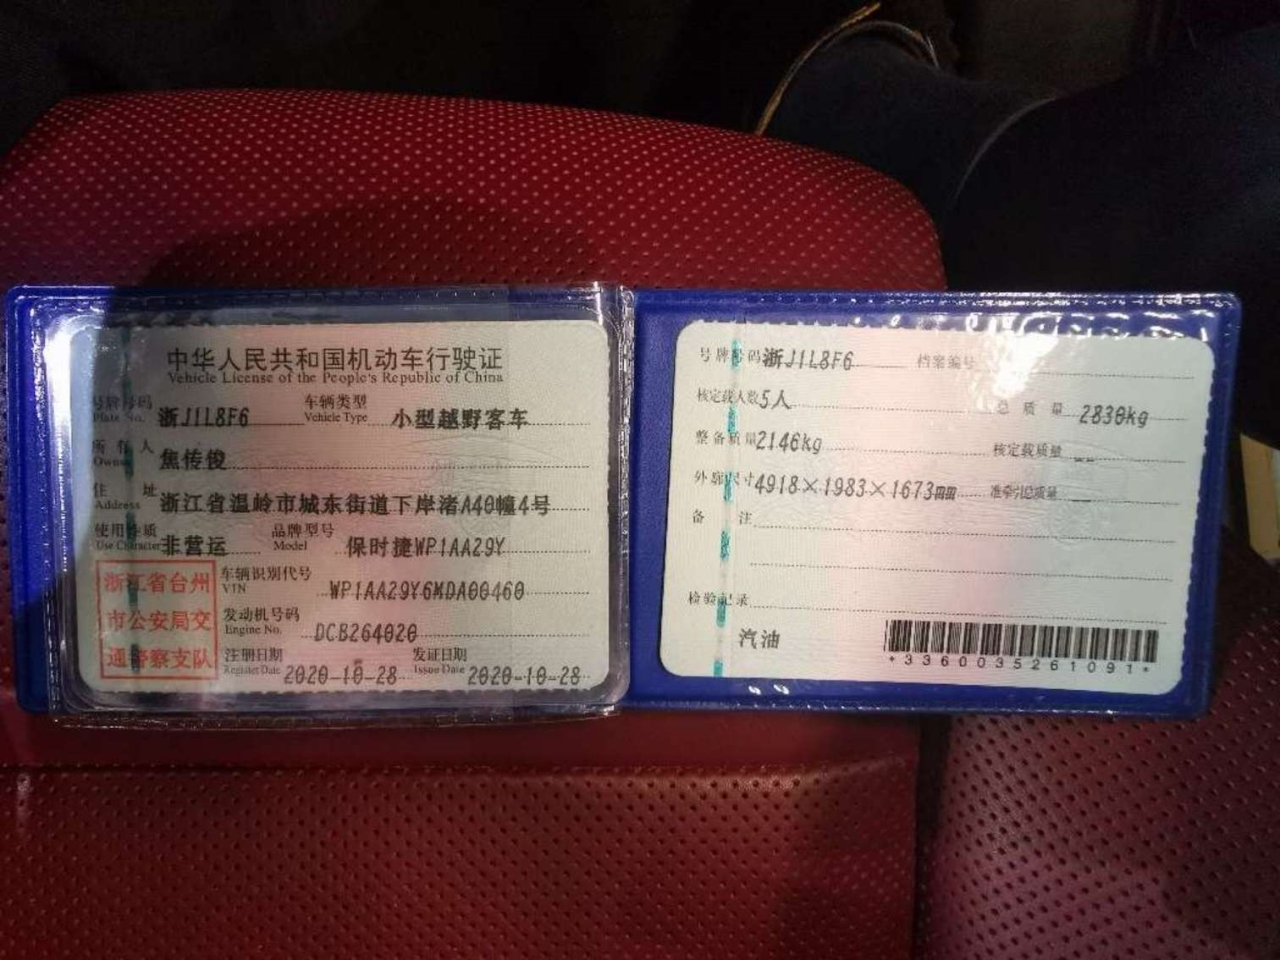 中华人民共和国机动车行驶证
Vehicle License of the People's Republic of China
号牌号码 浙J1L8F6 车辆类型 小型越野客车
Plate No. Vehicle Type
所有人 焦传俊
Owner
住址 浙江省温岭市城东街道下岸渚A40幢4号
Address
使用性质 非营运 品牌型号 保时捷WP1AA29Y
Use Character Model
浙江省台州
市公安局交
通警察支队
车辆识别代号 WP1AA29Y6MDA00460
VIN
发动机号码 DCB264020
Engine No.
注册日期 2020-10-28 发证日期 2020-10-28
Register Date Issue Date
号牌号码 浙J1L8F6 档案编号
核定载人数 5人 总质量 2830kg
整备质量 2146kg 核定载质量 --
外廓尺寸 4918×1983×1673mm 准牵引总质量
备注
检验记录
汽油
*3360035261091*